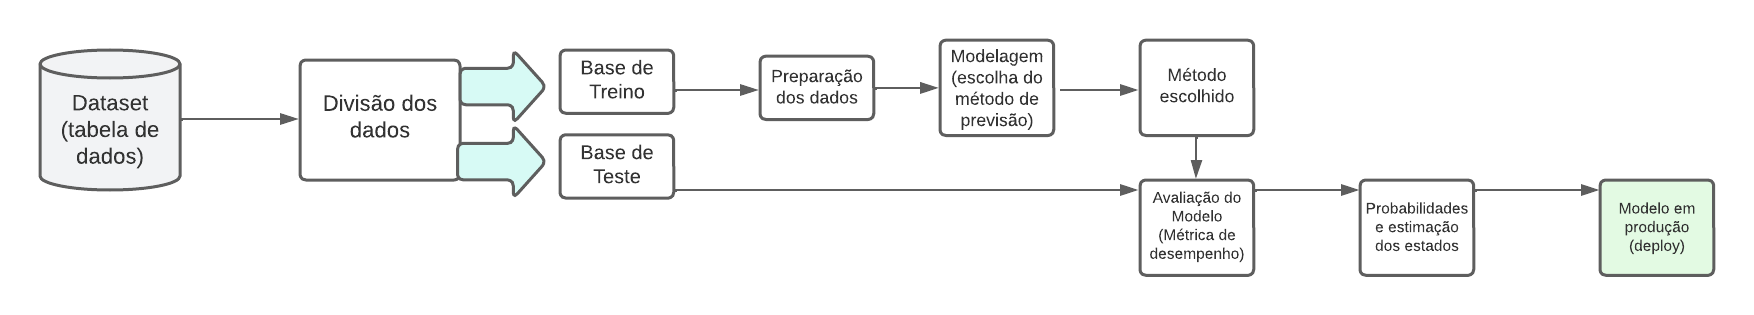 Dataset
(tabela de
dados)
Divisão dos
dados
Base de
Treino
Base de
Teste
Preparação
dos dados
Modelagem
(escolha do
método de
previsão)
Método
escolhido
Avaliação do
Modelo
(Métrica de
desempenho)
Probabilidades
e estimação
dos estados
Modelo em
produção
(deploy)